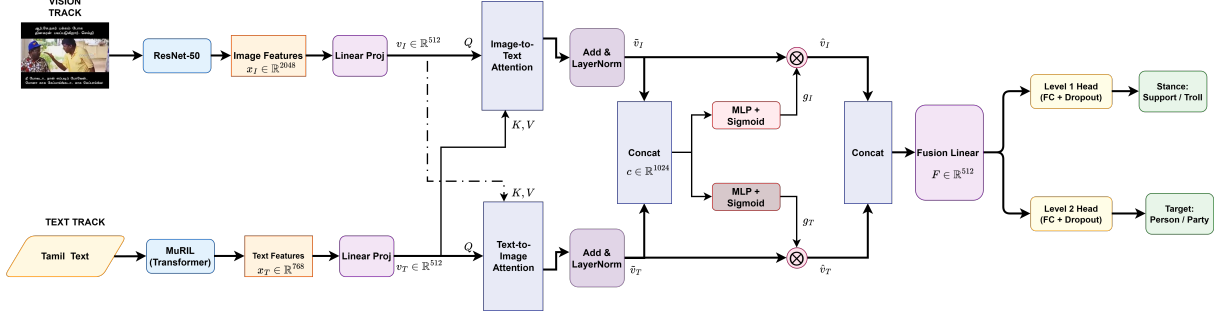 VISION
TRACK
ResNet-50
Image Features
x_I ∈ ℝ^2048
Linear Proj
v_I ∈ ℝ^512
Q
Image-to-
Text
Attention
K, V
Add &
LayerNorm
ṽ_I
v̂_I
MLP +
Sigmoid
g_I
Concat
c ∈ ℝ^1024
MLP +
Sigmoid
g_T
Concat
Fusion Linear
F ∈ ℝ^512
Level 1 Head
(FC + Dropout)
Stance:
Support / Troll
Level 2 Head
(FC + Dropout)
Target:
Person / Party
TEXT TRACK
Tamil Text
MuRIL
(Transformer)
Text Features
x_T ∈ ℝ^768
Linear Proj
v_T ∈ ℝ^512
Q
K, V
Text-to-
Image
Attention
Add &
LayerNorm
ṽ_T
v̂_T